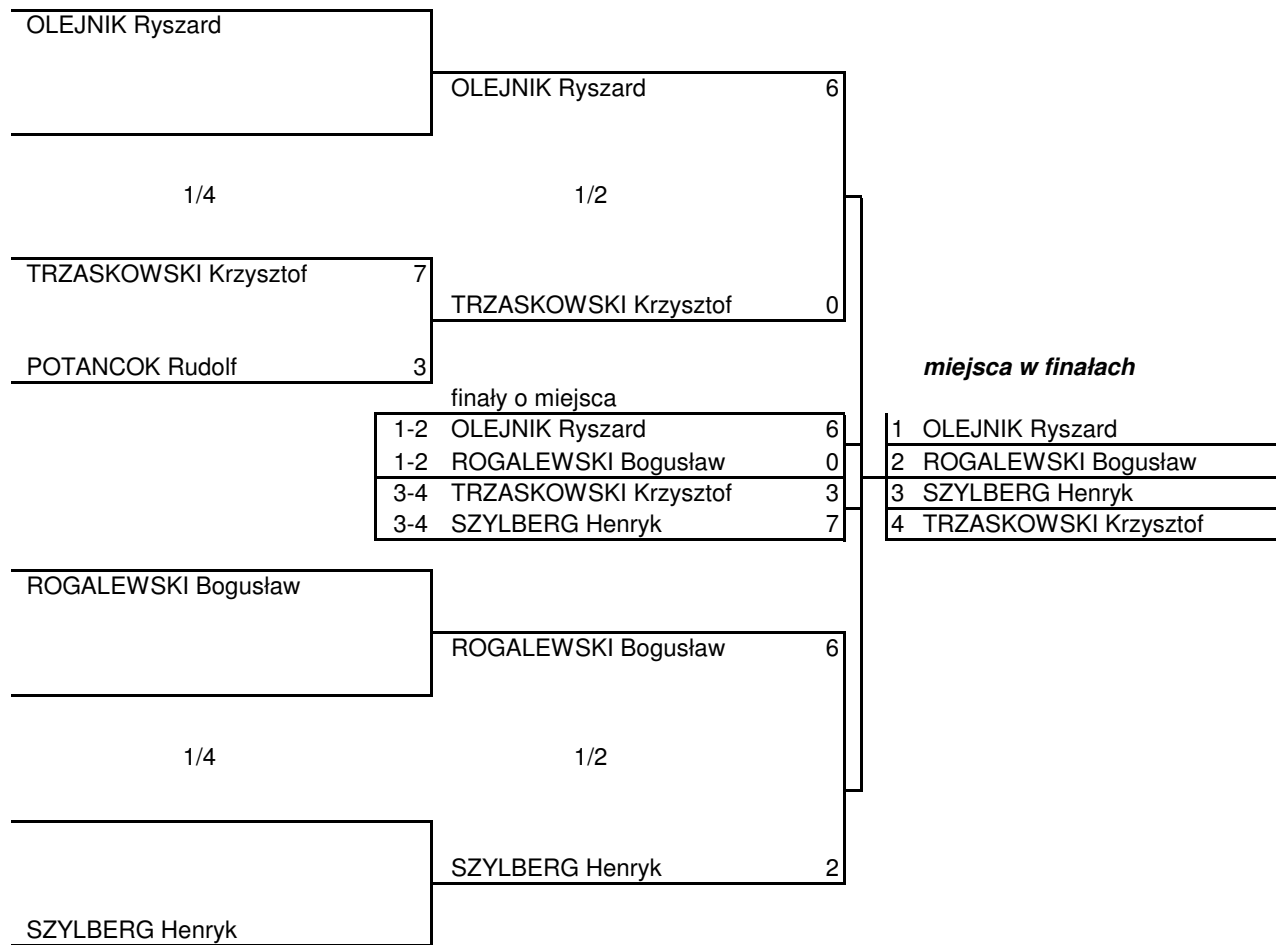 OLEJNIK Ryszard
OLEJNIK Ryszard 6
1/4 1/2
TRZASKOWSKI Krzysztof 7
TRZASKOWSKI Krzysztof 0
POTANCOK Rudolf 3 miejsca w finałach
finały o miejsca
1-2 OLEJNIK Ryszard 6 1 OLEJNIK Ryszard
1-2 ROGALEWSKI Bogusław 0 2 ROGALEWSKI Bogusław
3-4 TRZASKOWSKI Krzysztof 3 3 SZYLBERG Henryk
3-4 SZYLBERG Henryk 7 4 TRZASKOWSKI Krzysztof
ROGALEWSKI Bogusław
ROGALEWSKI Bogusław 6
1/4 1/2
SZYLBERG Henryk 2
SZYLBERG Henryk